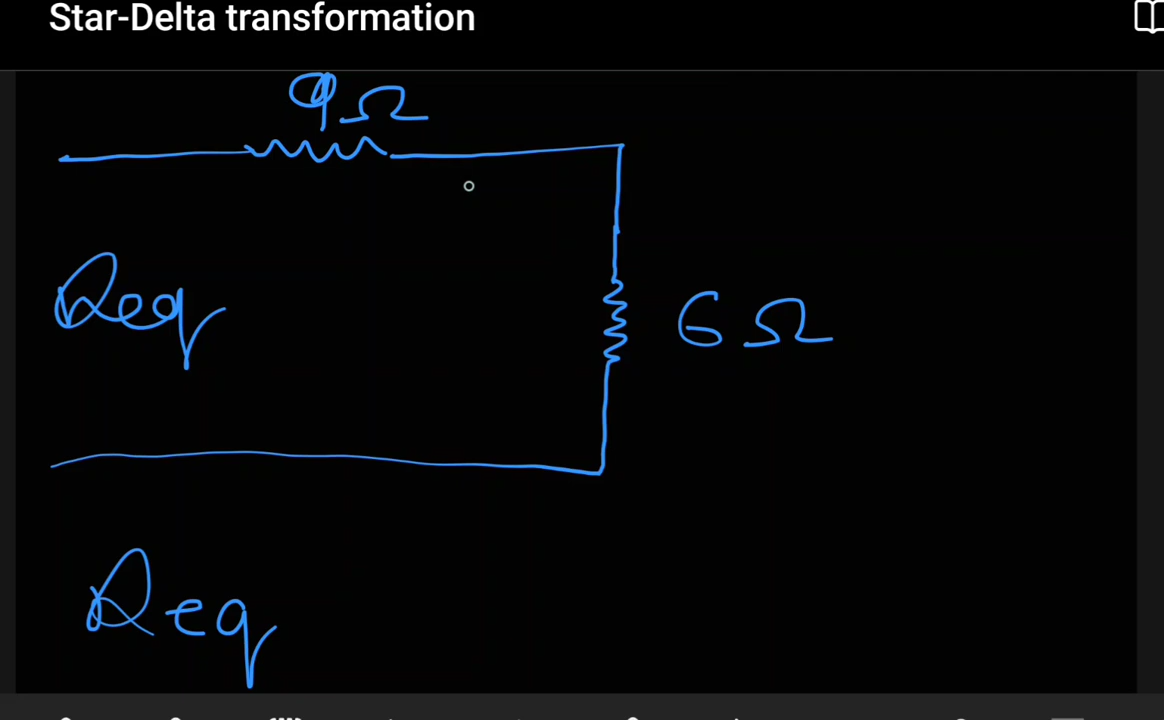 Star-Delta transformation
9Ω
Req
6Ω
Req